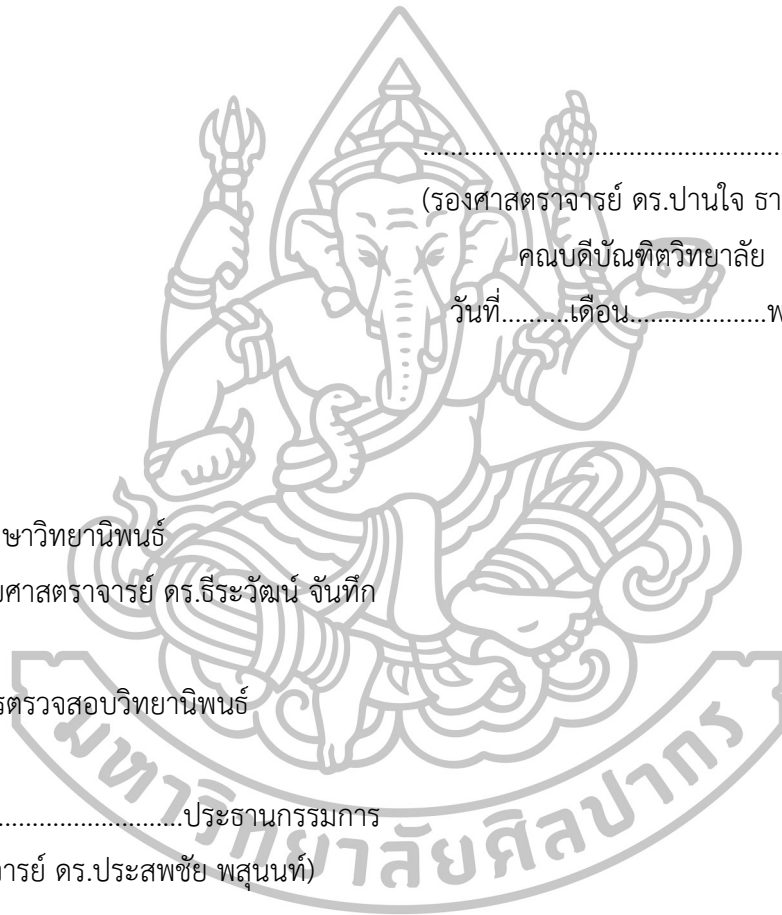 .............................................
(รองศาสตราจารย์ ดร.ปานใจ ธา
คณบดีบัณฑิตวิทยาลัย
วันที่..........เดือน....................พ
ษาวิทยานิพนธ์
ยศาสตราจารย์ ดร.ธีระวัฒน์ จันทึก
รตรวจสอบวิทยานิพนธ์
...........................ประธานกรรมการ
ารย์ ดร.ประสพชัย พสุนนท์)
มหาวิทยาลัยศิลปากร